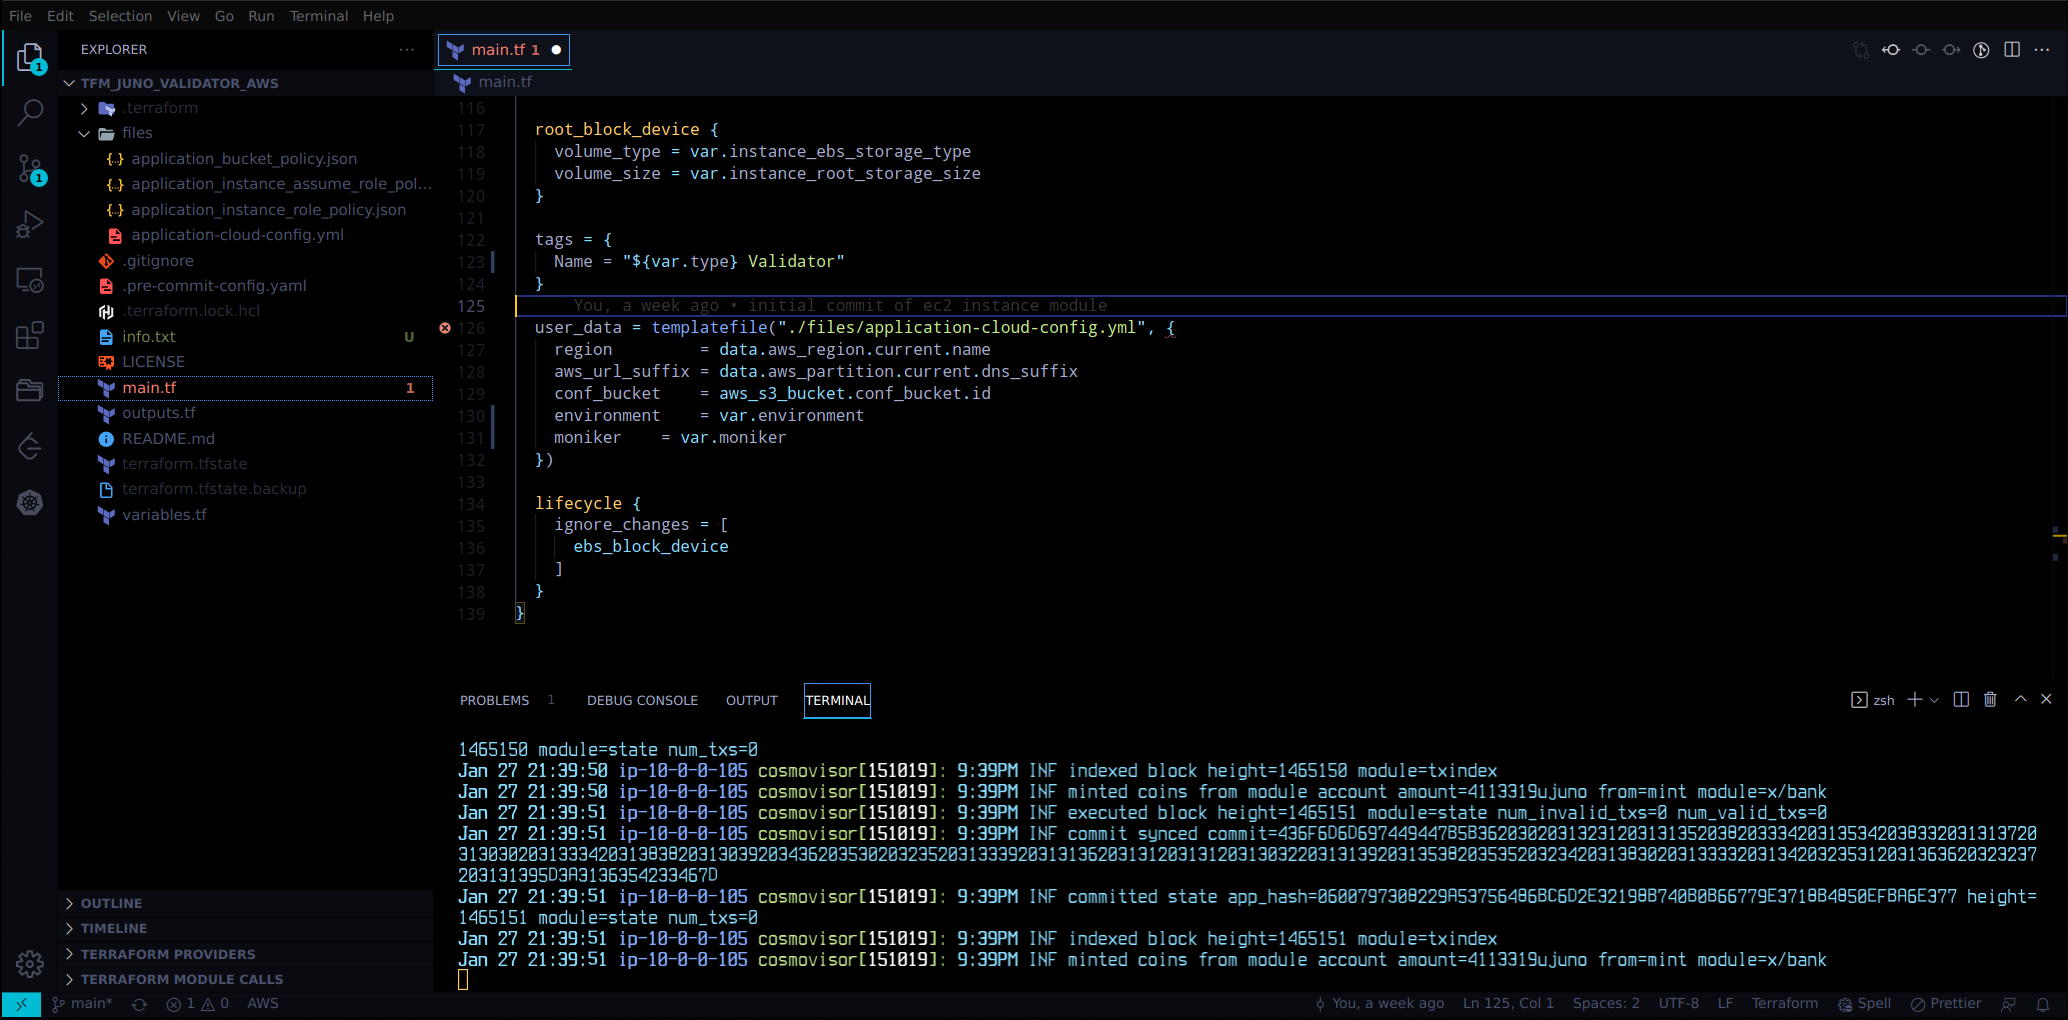 File Edit Selection View Go Run Terminal Help
EXPLORER
TFM_JUNO_VALIDATOR_AWS
.terraform
files
application_bucket_policy.json
application_instance_assume_role_pol...
application_instance_role_policy.json
application-cloud-config.yml
.gitignore
.pre-commit-config.yaml
.terraform.lock.hcl
info.txt U
LICENSE
main.tf 1
outputs.tf
README.md
terraform.tfstate
terraform.tfstate.backup
variables.tf
OUTLINE
TIMELINE
TERRAFORM PROVIDERS
TERRAFORM MODULE CALLS
main.tf 1
main.tf
116
117 root_block_device {
118 volume_type = var.instance_ebs_storage_type
119 volume_size = var.instance_root_storage_size
120 }
121
122 tags = {
123 Name = "${var.type} Validator"
124 }
125 You, a week ago • initial commit of ec2 instance module
126 user_data = templatefile("./files/application-cloud-config.yml", {
127 region = data.aws_region.current.name
128 aws_url_suffix = data.aws_partition.current.dns_suffix
129 conf_bucket = aws_s3_bucket.conf_bucket.id
130 environment = var.environment
131 moniker = var.moniker
132 })
133
134 lifecycle {
135 ignore_changes = [
136 ebs_block_device
137 ]
138 }
139 }
PROBLEMS 1 DEBUG CONSOLE OUTPUT TERMINAL zsh
1465150 module=state num_txs=0
Jan 27 21:39:50 ip-10-0-0-105 cosmovisor[151019]: 9:39PM INF indexed block height=1465150 module=txindex
Jan 27 21:39:50 ip-10-0-0-105 cosmovisor[151019]: 9:39PM INF minted coins from module account amount=4113319ujuno from=mint module=x/bank
Jan 27 21:39:51 ip-10-0-0-105 cosmovisor[151019]: 9:39PM INF executed block height=1465151 module=state num_invalid_txs=0 num_valid_txs=0
Jan 27 21:39:51 ip-10-0-0-105 cosmovisor[151019]: 9:39PM INF commit synced commit=436F6D6D697449447B5B36203020313231203131352038203334203135342038332031313720
3130302031333420313838203130392034362035302032352031333920313136203131203131203130322031313920313538203535203234203138302031333320313420323531203136362032323237
203131395D3A3136354233467D
Jan 27 21:39:51 ip-10-0-0-105 cosmovisor[151019]: 9:39PM INF committed state app_hash=0600797308229A53756486BC6D2E32198B740B0B66779E3718B4850EFBA6E377 height=
1465151 module=state num_txs=0
Jan 27 21:39:51 ip-10-0-0-105 cosmovisor[151019]: 9:39PM INF indexed block height=1465151 module=txindex
Jan 27 21:39:51 ip-10-0-0-105 cosmovisor[151019]: 9:39PM INF minted coins from module account amount=4113319ujuno from=mint module=x/bank
main* 1 0 AWS You, a week ago Ln 125, Col 1 Spaces: 2 UTF-8 LF Terraform Spell Prettier